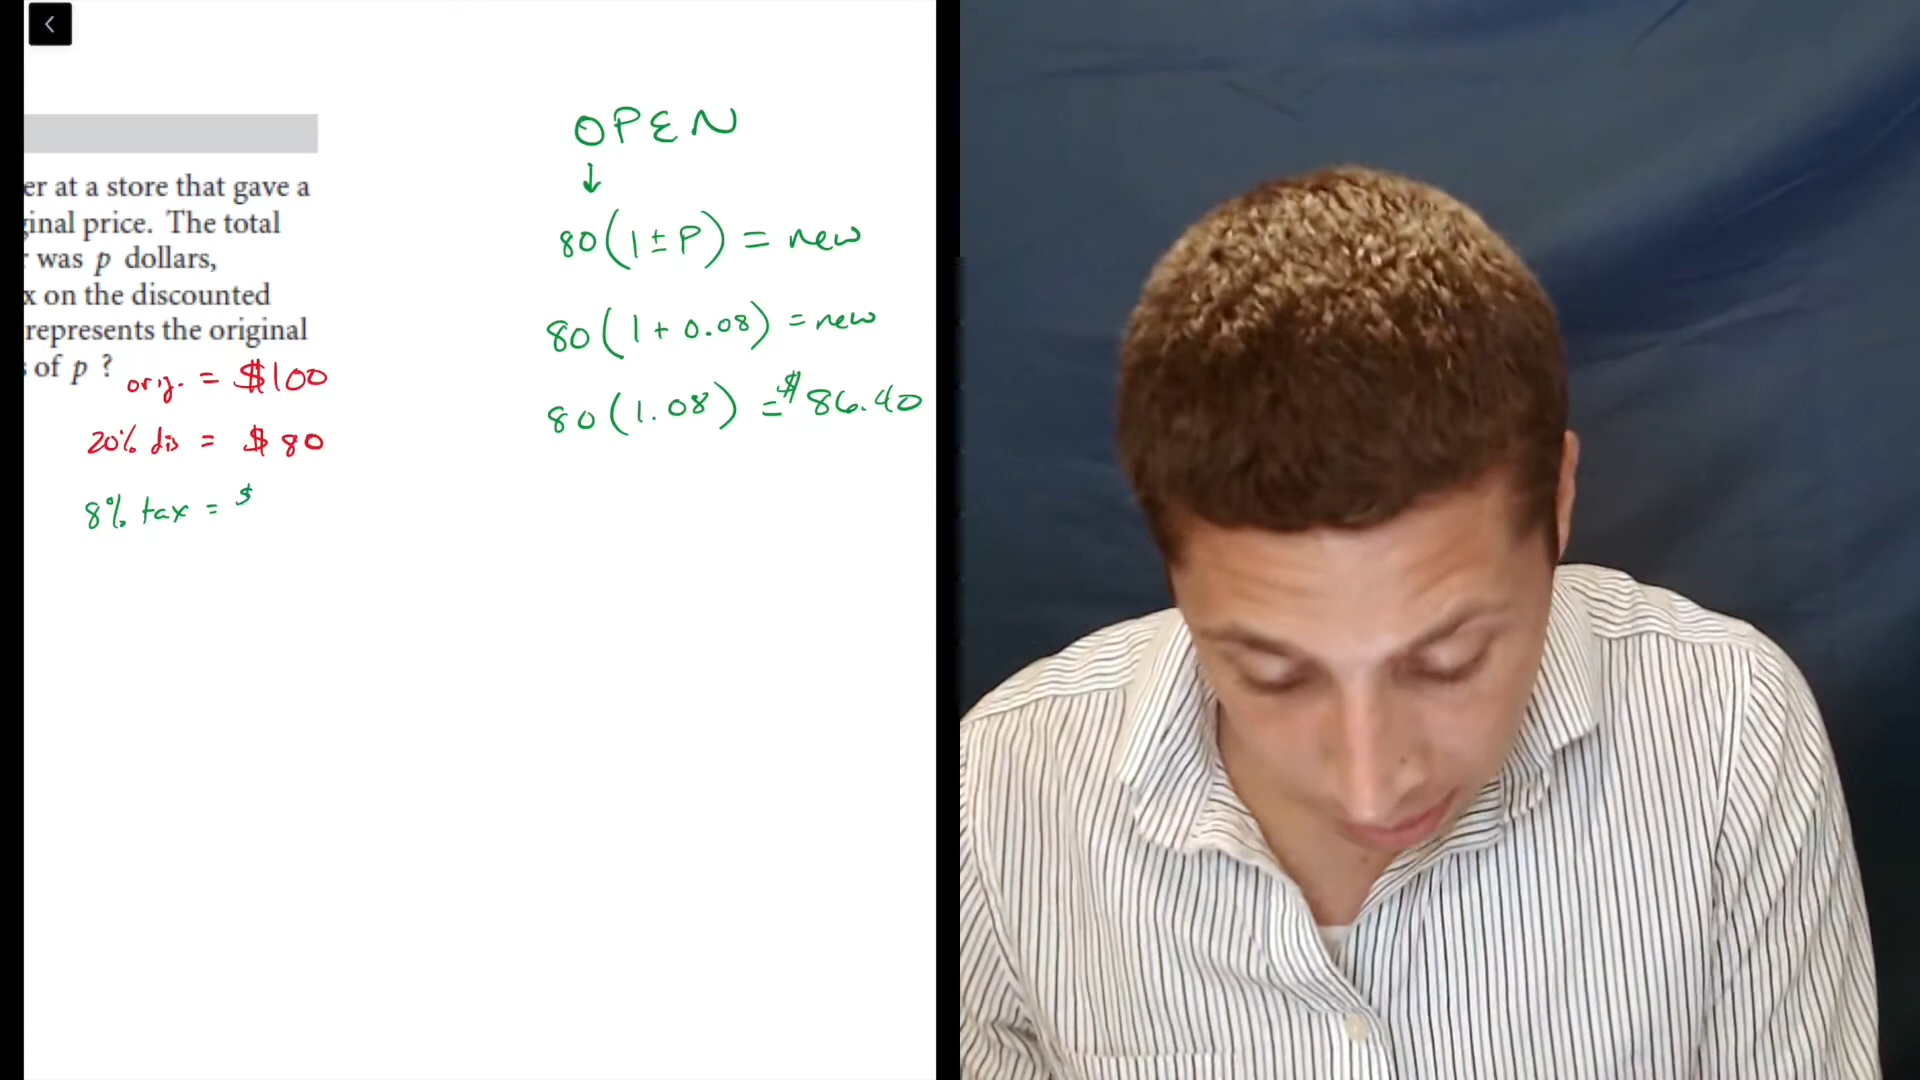 er at a store that gave a
ginal price. The total
was p dollars,
x on the discounted
represents the original
of p ?
orig. = $100
20% dis = $80
8% tax = $
OPEN
↓
80(1 ± P) = new
80(1 + 0.08) = new
80(1.08) = $86.40